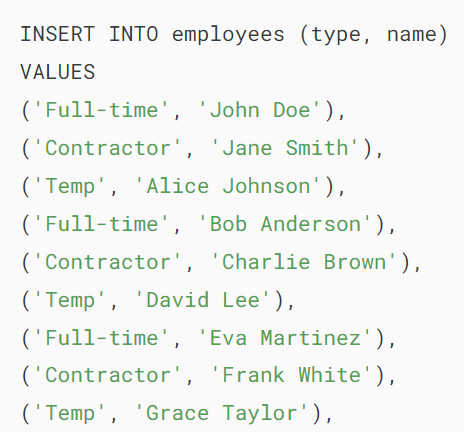 INSERT INTO employees (type, name)
VALUES
('Full-time', 'John Doe'),
('Contractor', 'Jane Smith'),
('Temp', 'Alice Johnson'),
('Full-time', 'Bob Anderson'),
('Contractor', 'Charlie Brown'),
('Temp', 'David Lee'),
('Full-time', 'Eva Martinez'),
('Contractor', 'Frank White'),
('Temp', 'Grace Taylor'),